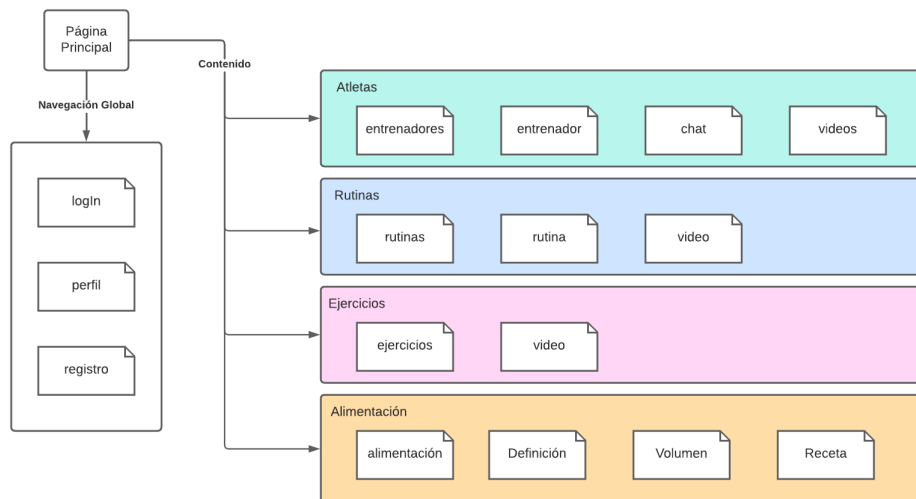 Página
Principal
Contenido
Navegación Global
logIn
perfil
registro
Atletas
entrenadores
entrenador
chat
videos
Rutinas
rutinas
rutina
video
Ejercicios
ejercicios
video
Alimentación
alimentación
Definición
Volumen
Receta